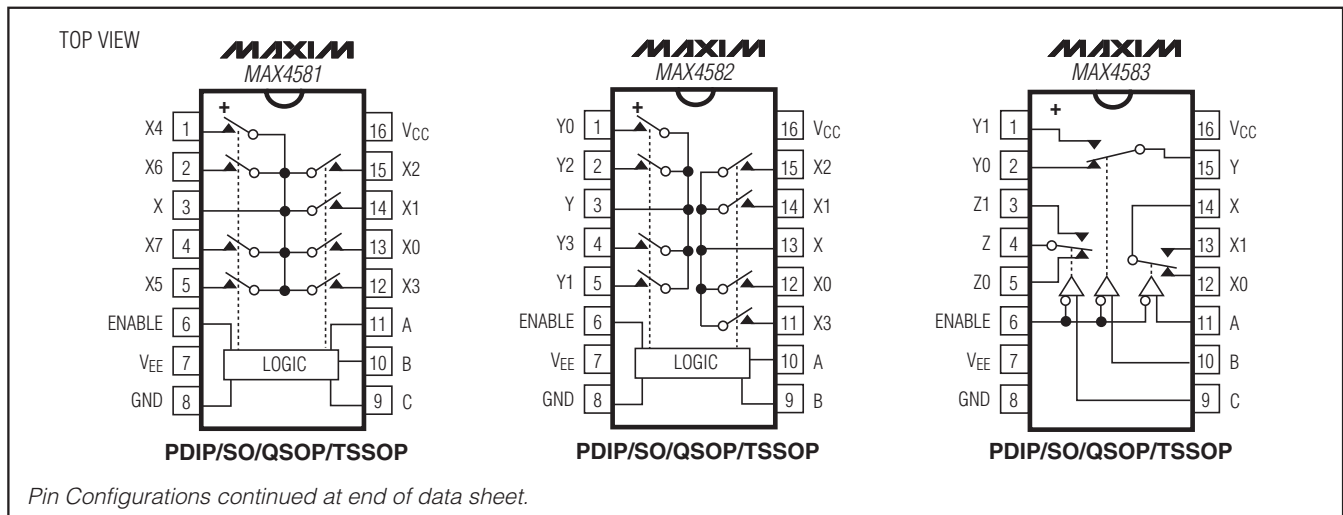 TOP VIEW
MAXIM
MAX4581
+
X4 1
X6 2
X 3
X7 4
X5 5
ENABLE 6
VEE 7
GND 8
16 VCC
15 X2
14 X1
13 X0
12 X3
11 A
10 B
9 C
LOGIC
PDIP/SO/QSOP/TSSOP
MAXIM
MAX4582
+
Y0 1
Y2 2
Y 3
Y3 4
Y1 5
ENABLE 6
VEE 7
GND 8
16 VCC
15 X2
14 X1
13 X
12 X0
11 X3
10 A
9 B
LOGIC
PDIP/SO/QSOP/TSSOP
MAXIM
MAX4583
+
Y1 1
Y0 2
Z1 3
Z 4
Z0 5
ENABLE 6
VEE 7
GND 8
16 VCC
15 Y
14 X
13 X1
12 X0
11 A
10 B
9 C
PDIP/SO/QSOP/TSSOP
Pin Configurations continued at end of data sheet.